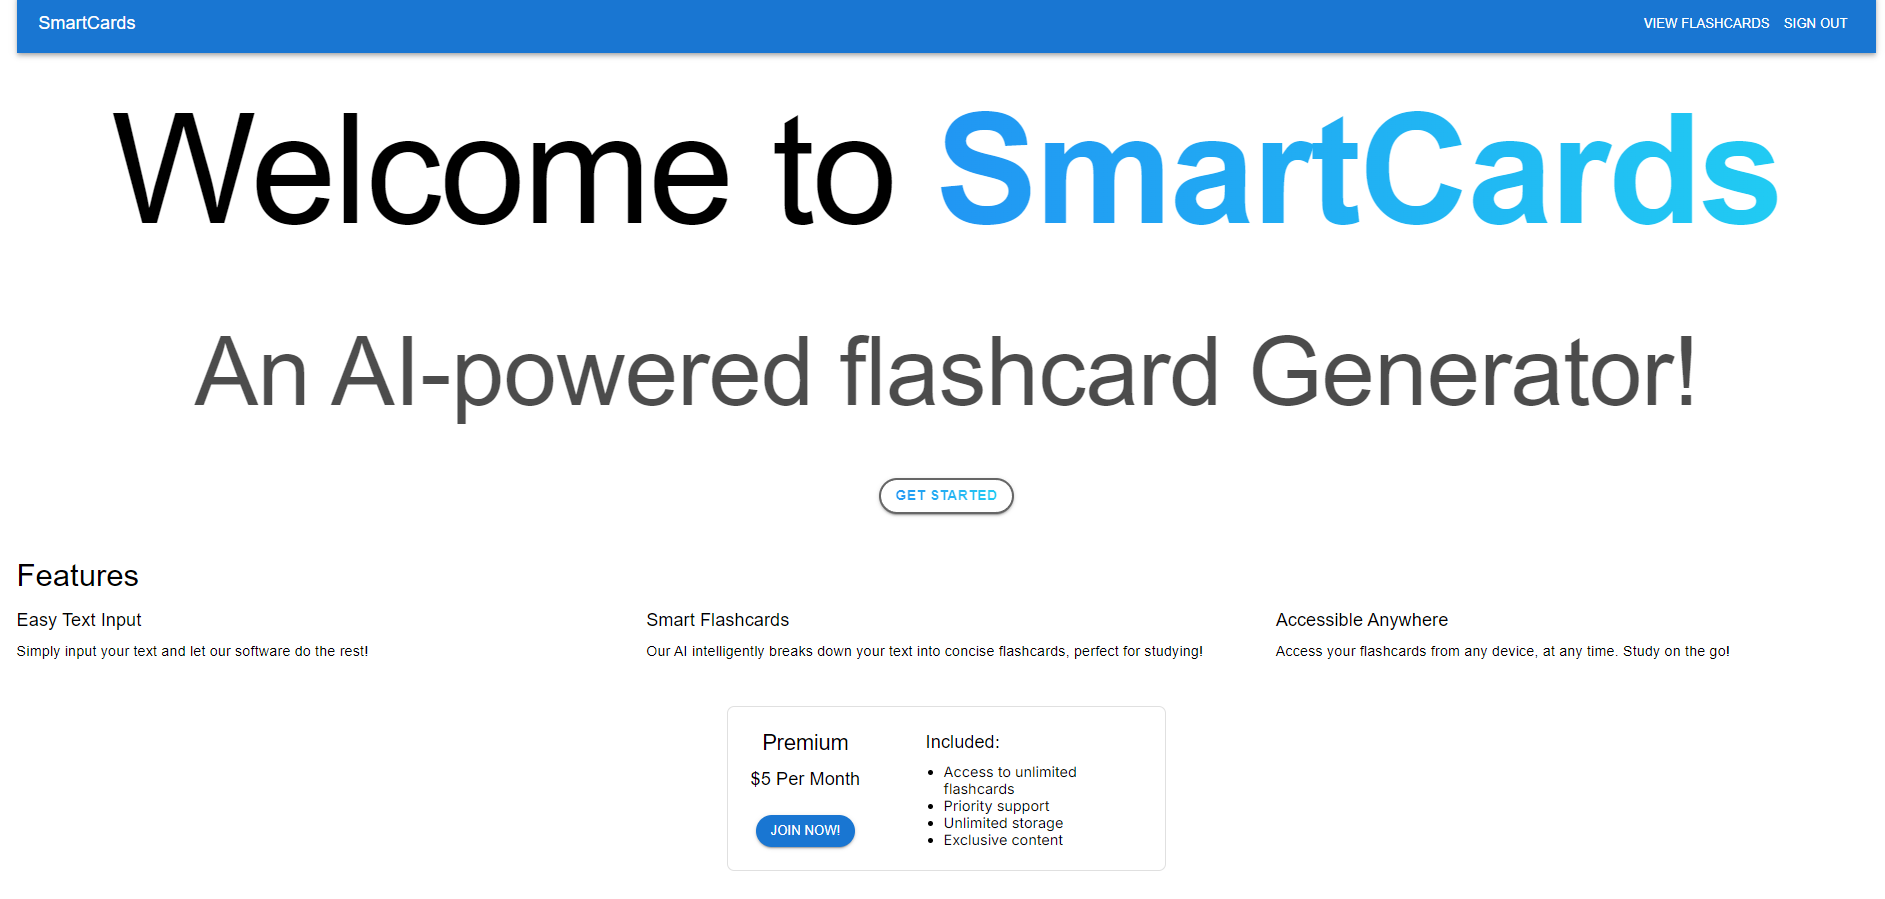 SmartCards
VIEW FLASHCARDS
SIGN OUT
Welcome to SmartCards
An AI-powered flashcard Generator!
GET STARTED
Features
Easy Text Input
Simply input your text and let our software do the rest!
Smart Flashcards
Our AI intelligently breaks down your text into concise flashcards, perfect for studying!
Accessible Anywhere
Access your flashcards from any device, at any time. Study on the go!
Premium
$5 Per Month
JOIN NOW!
Included:
• Access to unlimited
flashcards
• Priority support
• Unlimited storage
• Exclusive content